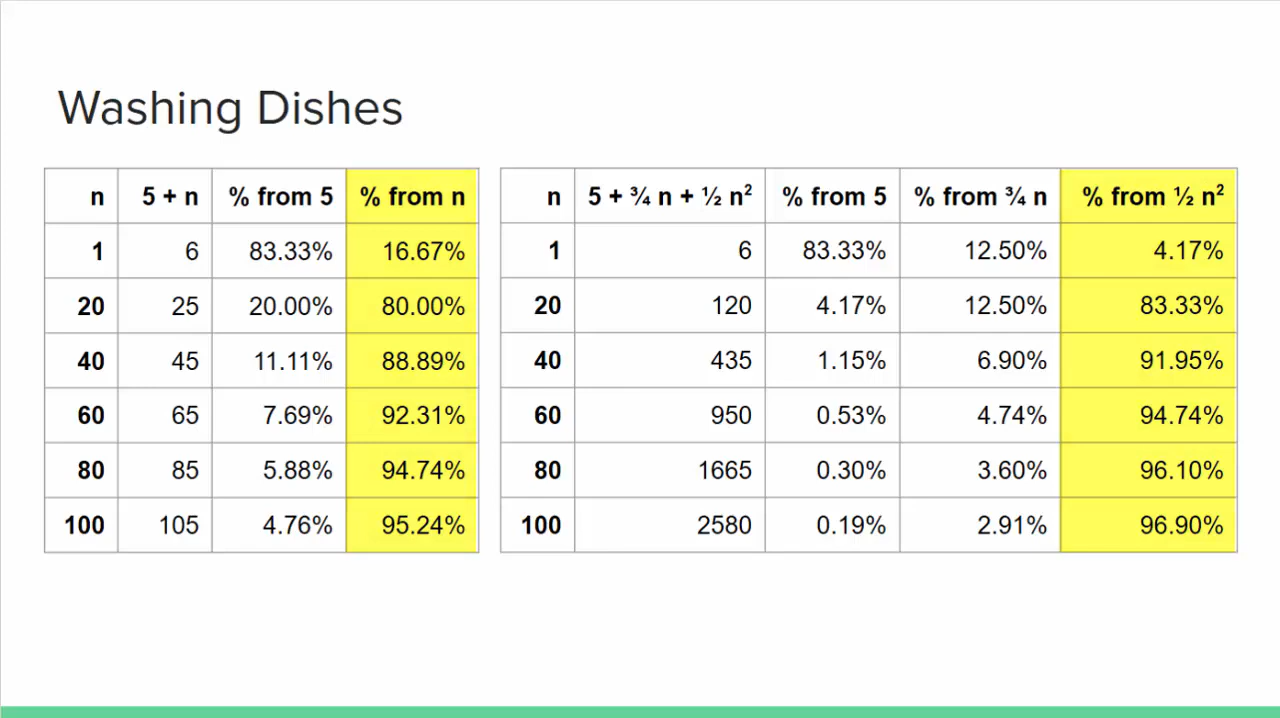 Washing Dishes
n 5 + n % from 5 % from n
1 6 83.33% 16.67%
20 25 20.00% 80.00%
40 45 11.11% 88.89%
60 65 7.69% 92.31%
80 85 5.88% 94.74%
100 105 4.76% 95.24%
n 5 + ¾ n + ½ n² % from 5 % from ¾ n % from ½ n²
1 6 83.33% 12.50% 4.17%
20 120 4.17% 12.50% 83.33%
40 435 1.15% 6.90% 91.95%
60 950 0.53% 4.74% 94.74%
80 1665 0.30% 3.60% 96.10%
100 2580 0.19% 2.91% 96.90%